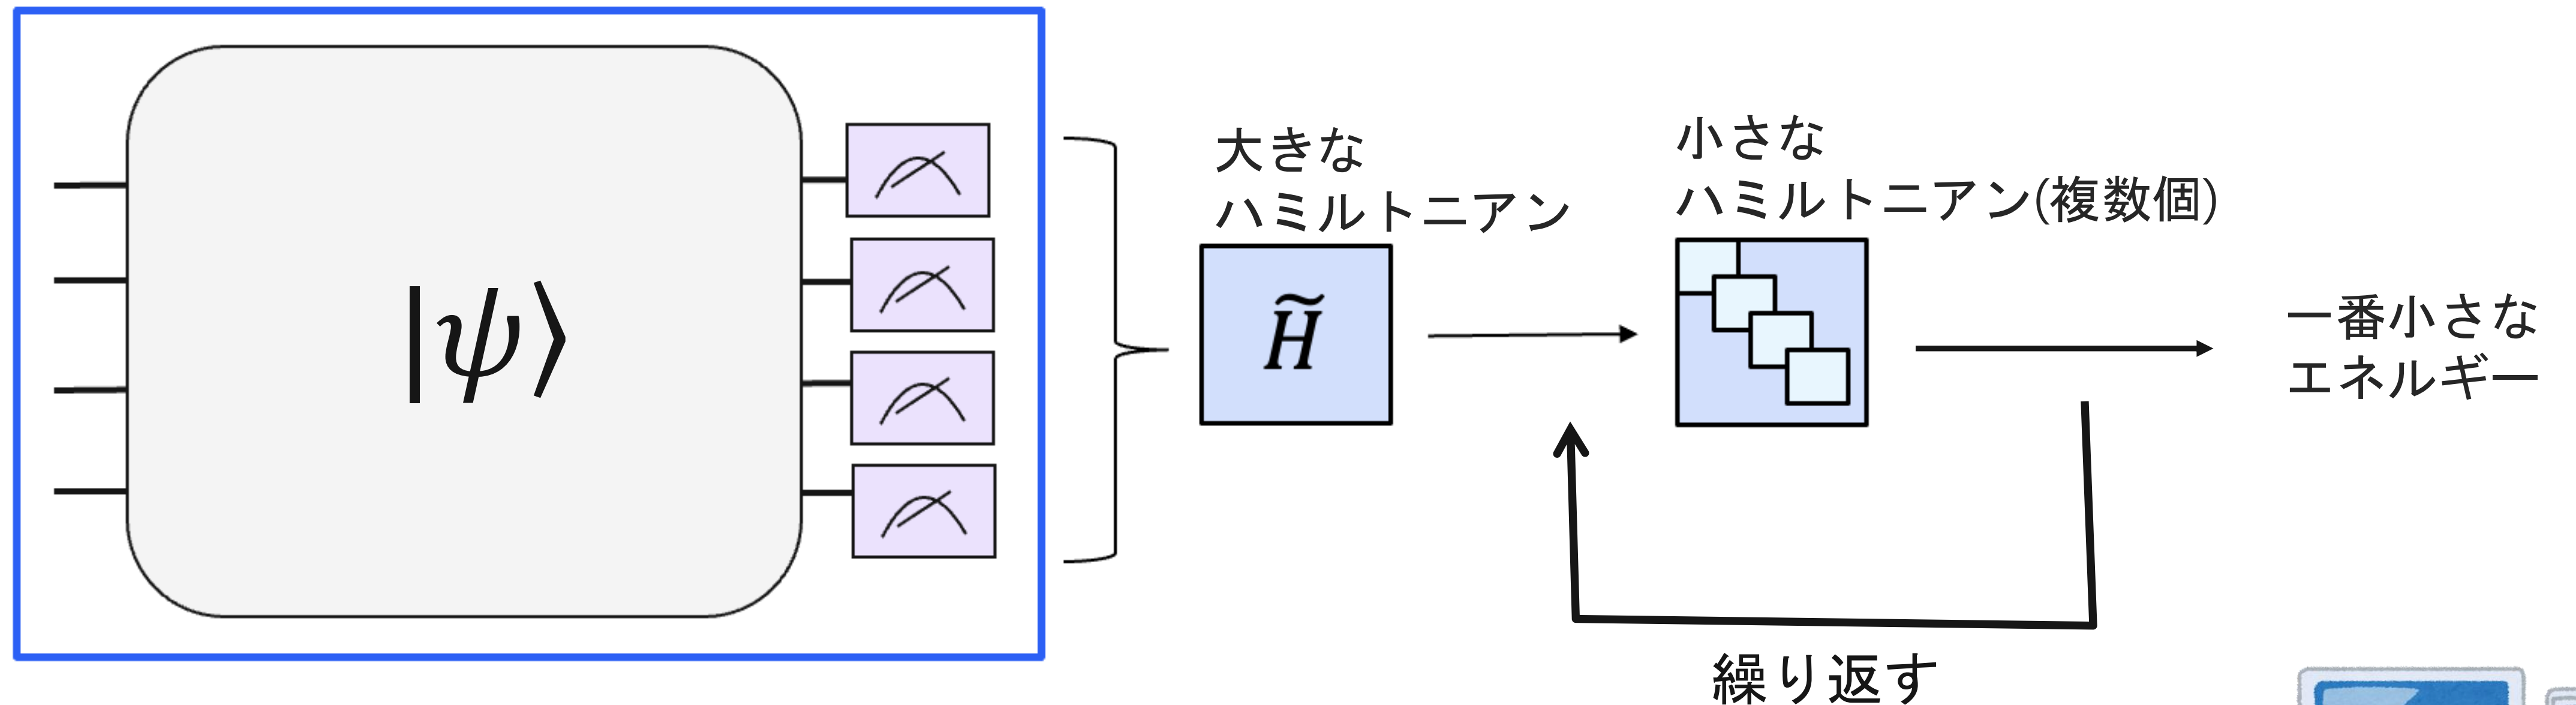 |ψ⟩
大きな
ハミルトニアン
H̃
小さな
ハミルトニアン(複数個)
一番小さな
エネルギー
繰り返す